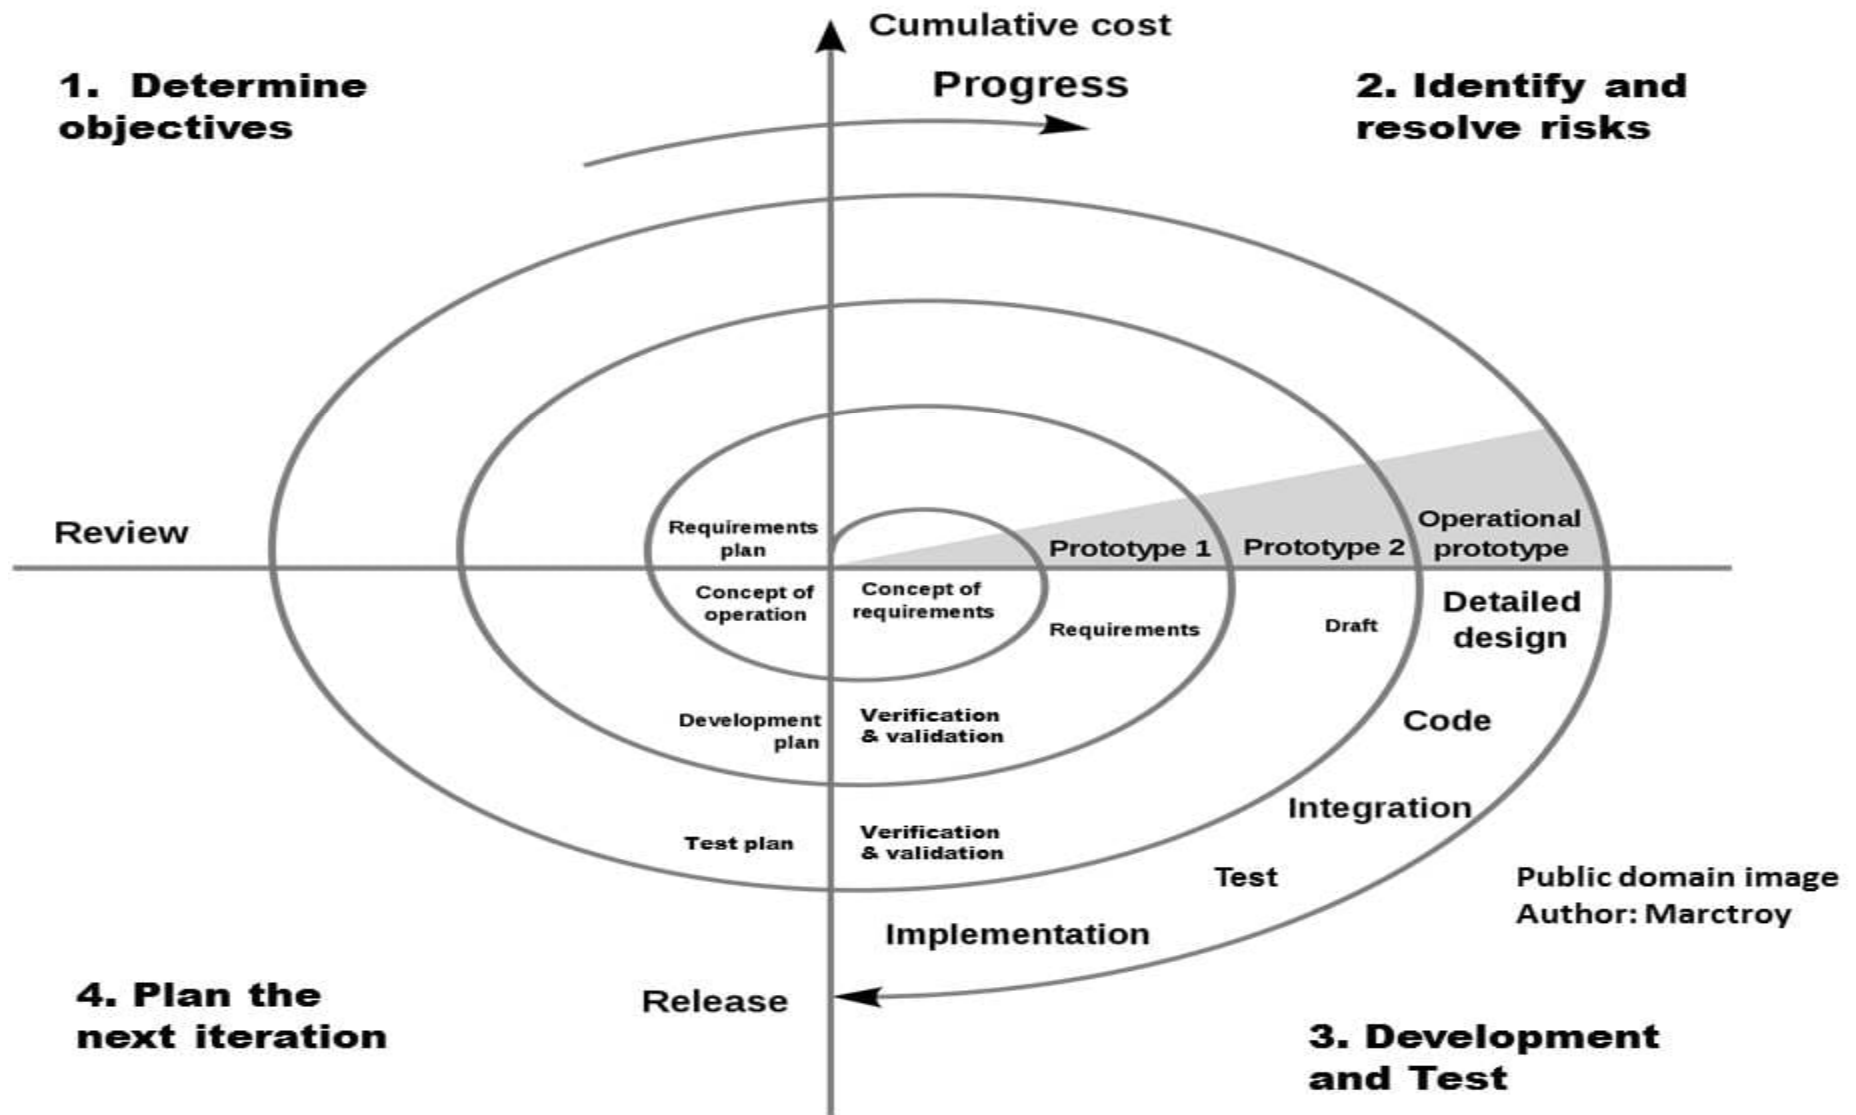 Cumulative cost
Progress
1. Determine
objectives
2. Identify and
resolve risks
Review
Requirements
plan
Prototype 1
Prototype 2
Operational
prototype
Concept of
operation
Concept of
requirements
Requirements
Draft
Detailed
design
Development
plan
Verification
& validation
Code
Integration
Test plan
Verification
& validation
Test
Implementation
Public domain image
Author: Marctroy
Release
4. Plan the
next iteration
3. Development
and Test